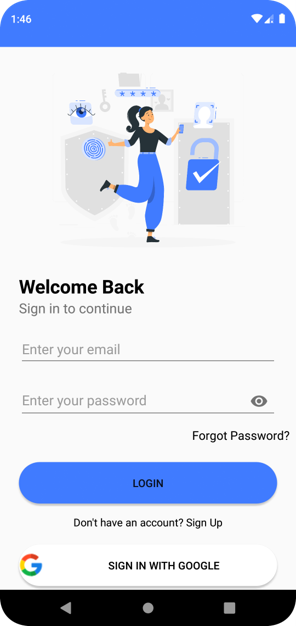 1:46
Welcome Back
Sign in to continue
Enter your email
Enter your password
Forgot Password?
LOGIN
Don't have an account? Sign Up
SIGN IN WITH GOOGLE